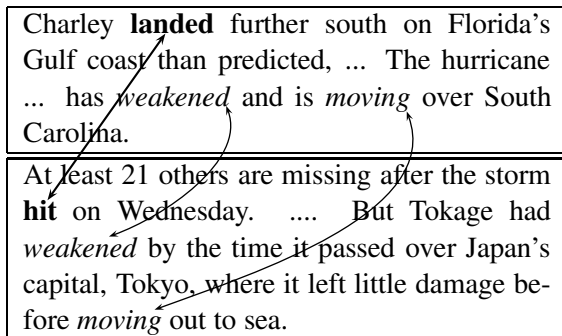 Charley landed further south on Florida's
Gulf coast than predicted, ... The hurricane
... has weakened and is moving over South
Carolina.
At least 21 others are missing after the storm
hit on Wednesday. .... But Tokage had
weakened by the time it passed over Japan's
capital, Tokyo, where it left little damage be-
fore moving out to sea.